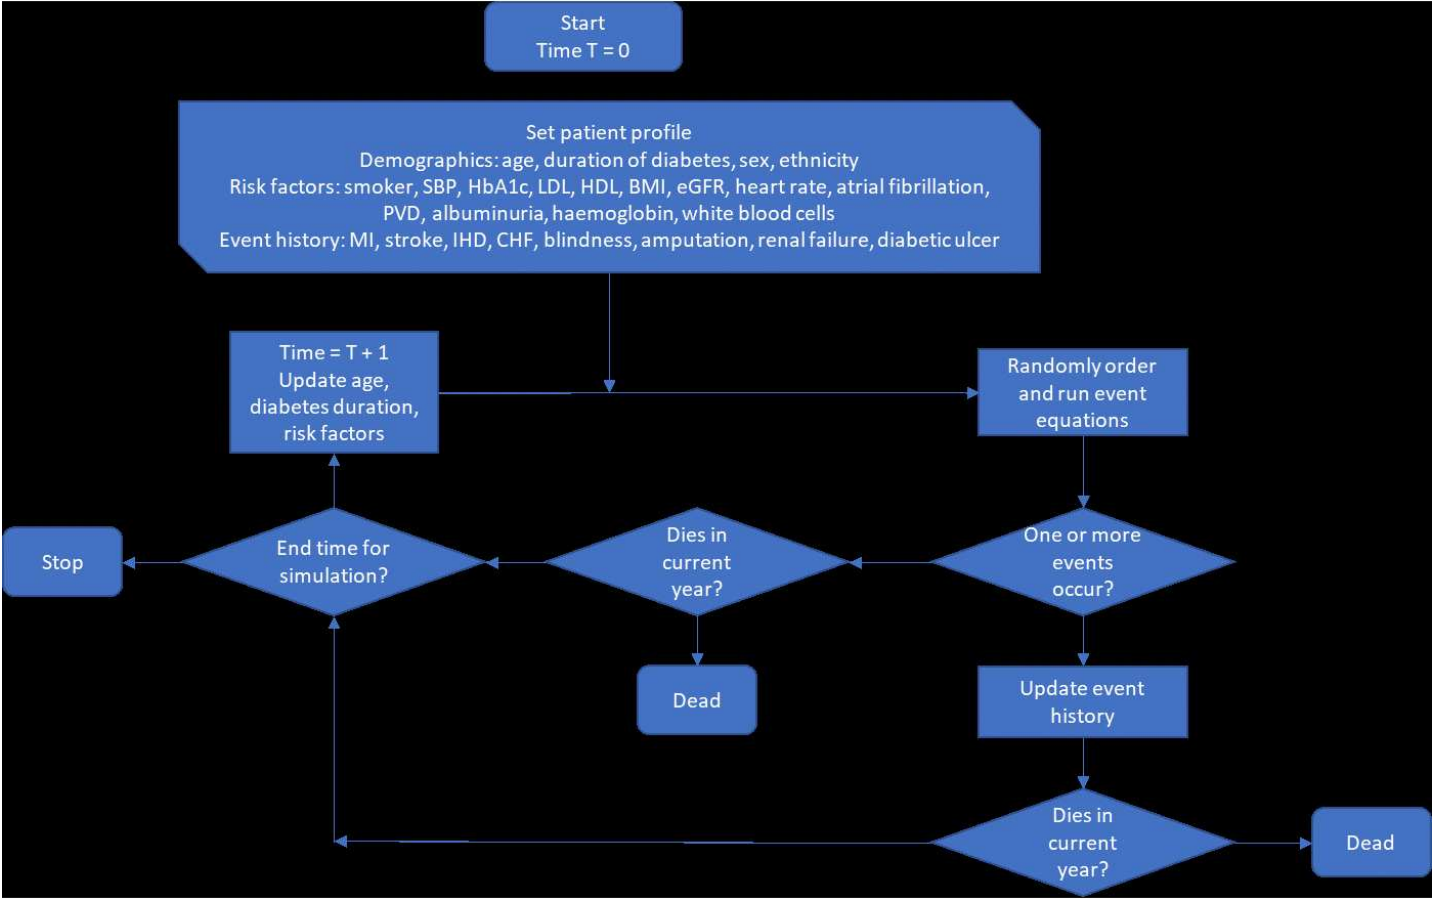 Start
Time T = 0
Set patient profile
Demographics: age, duration of diabetes, sex, ethnicity
Risk factors: smoker, SBP, HbA1c, LDL, HDL, BMI, eGFR, heart rate, atrial fibrillation,
PVD, albuminuria, haemoglobin, white blood cells
Event history: MI, stroke, IHD, CHF, blindness, amputation, renal failure, diabetic ulcer
Time = T + 1
Update age,
diabetes duration,
risk factors
Randomly order
and run event
equations
Stop
End time for
simulation?
Dies in
current
year?
One or more
events
occur?
Dead
Update event
history
Dies in
current
year?
Dead